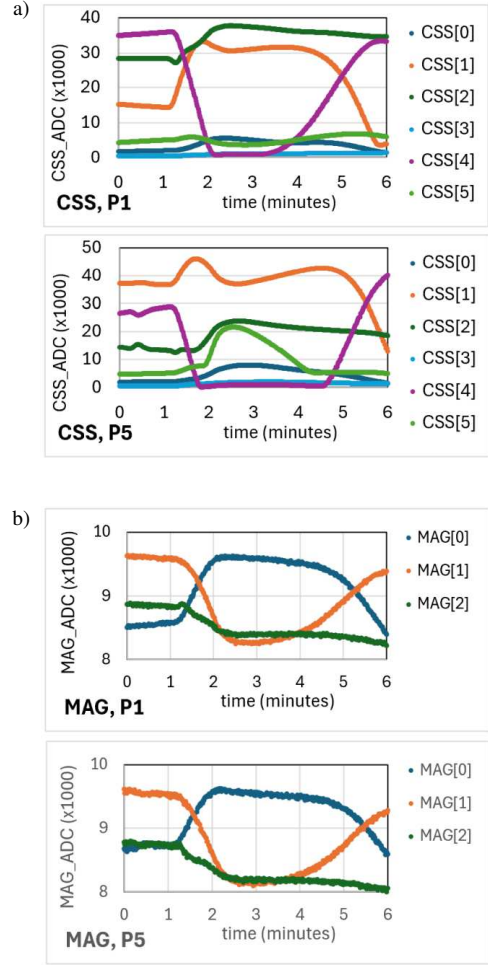 a)
CSS_ADC (x1000)
40
30
20
10
0
0 1 2 3 4 5 6
time (minutes)
CSS, P1
CSS[0]
CSS[1]
CSS[2]
CSS[3]
CSS[4]
CSS[5]
CSS_ADC (x1000)
50
40
30
20
10
0
0 1 2 3 4 5 6
time (minutes)
CSS, P5
CSS[0]
CSS[1]
CSS[2]
CSS[3]
CSS[4]
CSS[5]
b)
MAG_ADC (x1000)
10
9
8
0 1 2 3 4 5 6
time (minutes)
MAG, P1
MAG[0]
MAG[1]
MAG[2]
MAG_ADC (x1000)
10
9
8
0 1 2 3 4 5 6
time (minutes)
MAG, P5
MAG[0]
MAG[1]
MAG[2]